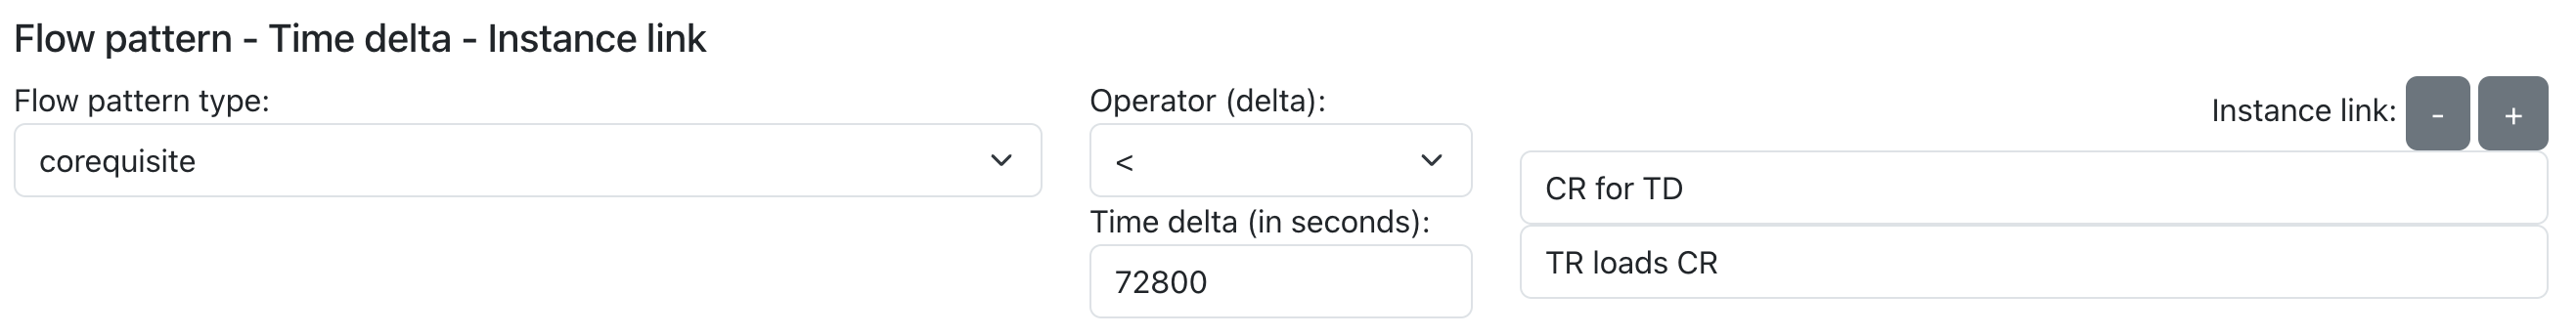 Flow pattern - Time delta - Instance link
Flow pattern type:
corequisite
Operator (delta):
<
Time delta (in seconds):
72800
Instance link: - +
CR for TD
TR loads CR